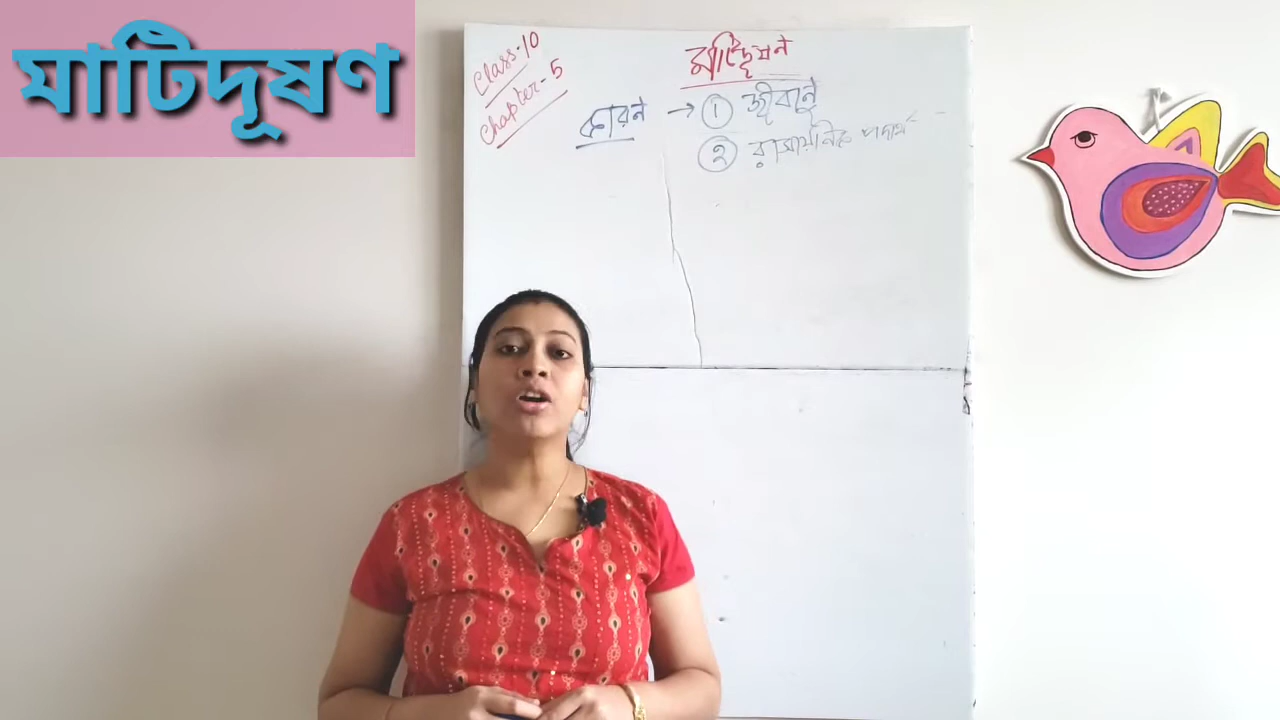 মাটিদূষণ
Class-10
Chapter-5
মাটিদূষণ
কারন → ① জীবানু
② রাসায়নিক পদার্থ